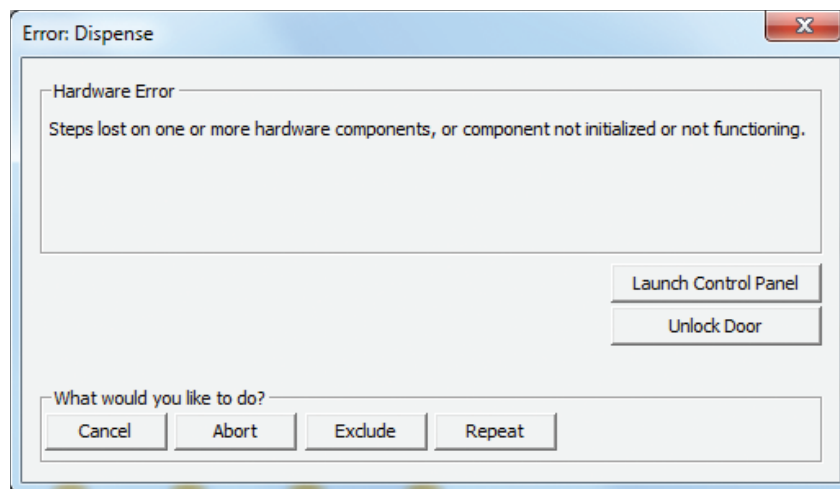 Error: Dispense
Hardware Error
Steps lost on one or more hardware components, or component not initialized or not functioning.
Launch Control Panel
Unlock Door
What would you like to do?
Cancel Abort Exclude Repeat